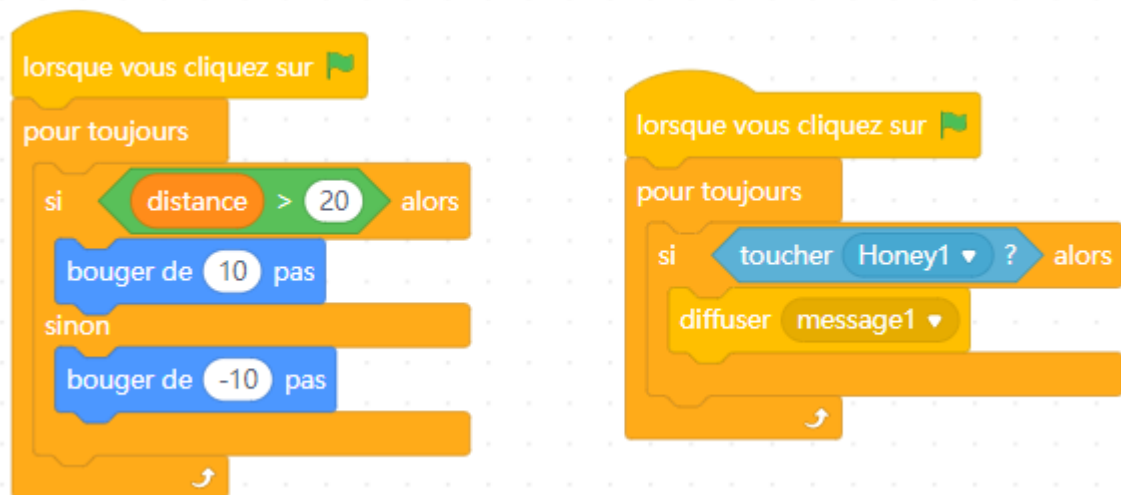 lorsque vous cliquez sur
pour toujours
si distance > 20 alors
bouger de 10 pas
sinon
bouger de -10 pas
lorsque vous cliquez sur
pour toujours
si toucher Honey1 ? alors
diffuser message1